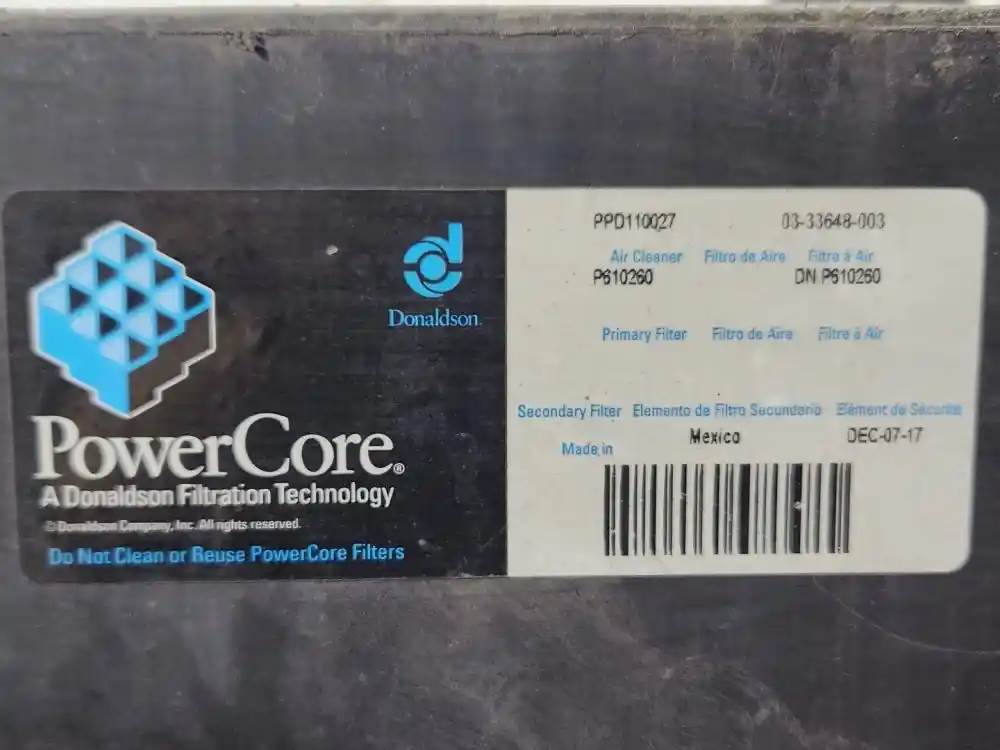 Donaldson.
PowerCore®
A Donaldson Filtration Technology
© Donaldson Company, Inc. All rights reserved.
Do Not Clean or Reuse PowerCore Filters
PPD110027 03-33648-003
Air Cleaner Filtro de Aire Filtre à Air
P610260 DN P610260
Primary Filter Filtro de Aire Filtre à Air
Secondary Filter Elemento de Filtro Secundario Élément de Sécurité
Mexico DEC-07-17
Made in